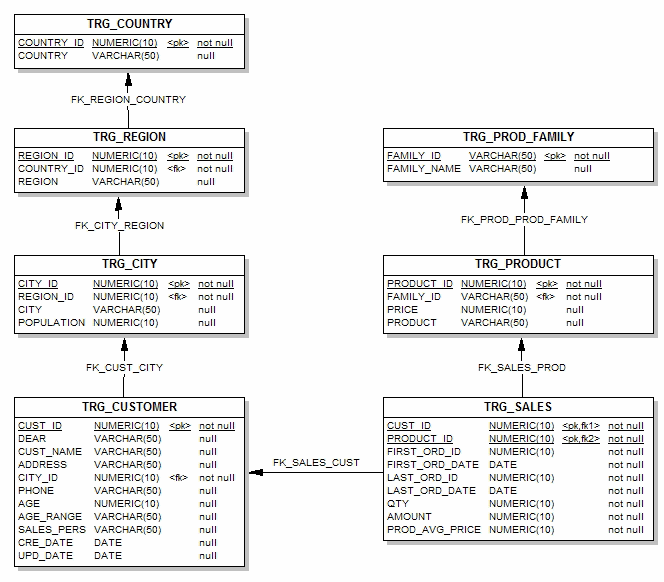 TRG_COUNTRY
COUNTRY_ID NUMERIC(10) <pk> not null
COUNTRY VARCHAR(50) null
FK_REGION_COUNTRY
TRG_REGION
REGION_ID NUMERIC(10) <pk> not null
COUNTRY_ID NUMERIC(10) <fk> not null
REGION VARCHAR(50) null
FK_CITY_REGION
TRG_CITY
CITY_ID NUMERIC(10) <pk> not null
REGION_ID NUMERIC(10) <fk> not null
CITY VARCHAR(50) null
POPULATION NUMERIC(10) null
FK_CUST_CITY
TRG_CUSTOMER
CUST_ID NUMERIC(10) <pk> not null
DEAR VARCHAR(50) null
CUST_NAME VARCHAR(50) null
ADDRESS VARCHAR(50) null
CITY_ID NUMERIC(10) <fk> not null
PHONE VARCHAR(50) null
AGE NUMERIC(10) null
AGE_RANGE VARCHAR(50) null
SALES_PERS VARCHAR(50) null
CRE_DATE DATE null
UPD_DATE DATE null
FK_SALES_CUST
TRG_PROD_FAMILY
FAMILY_ID VARCHAR(50) <pk> not null
FAMILY_NAME VARCHAR(50) null
FK_PROD_PROD_FAMILY
TRG_PRODUCT
PRODUCT_ID NUMERIC(10) <pk> not null
FAMILY_ID VARCHAR(50) <fk> not null
PRICE NUMERIC(10) null
PRODUCT VARCHAR(50) null
FK_SALES_PROD
TRG_SALES
CUST_ID NUMERIC(10) <pk,fk1> not null
PRODUCT_ID NUMERIC(10) <pk,fk2> not null
FIRST_ORD_ID NUMERIC(10) not null
FIRST_ORD_DATE DATE not null
LAST_ORD_ID NUMERIC(10) not null
LAST_ORD_DATE DATE not null
QTY NUMERIC(10) not null
AMOUNT NUMERIC(10) not null
PROD_AVG_PRICE NUMERIC(10) not null